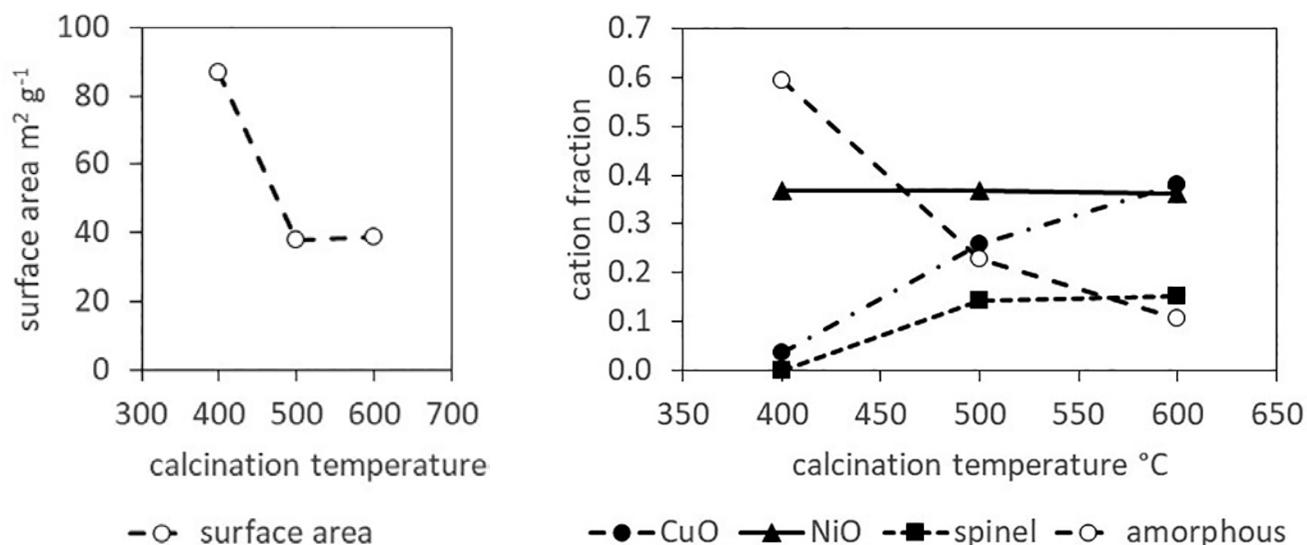 surface area m² g⁻¹
100
80
60
40
20
0
300 400 500 600 700
calcination temperature
surface area
cation fraction
0.7
0.6
0.5
0.4
0.3
0.2
0.1
0.0
350 400 450 500 550 600 650
calcination temperature °C
CuO NiO spinel amorphous